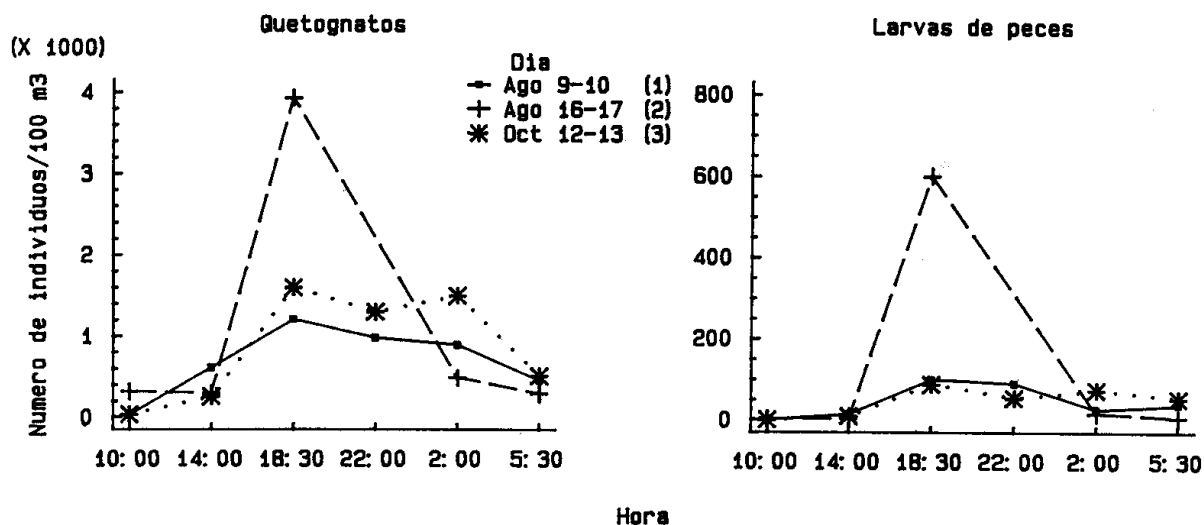 Quetognatos
(X 1000)
Numero de individuos/100 m3
4
3
2
1
0
10:00 14:00 18:30 22:00 2:00 5:30
Dia
Ago 9-10 (1)
Ago 16-17 (2)
Oct 12-13 (3)
Larvas de peces
800
600
400
200
0
10:00 14:00 18:30 22:00 2:00 5:30
Hora